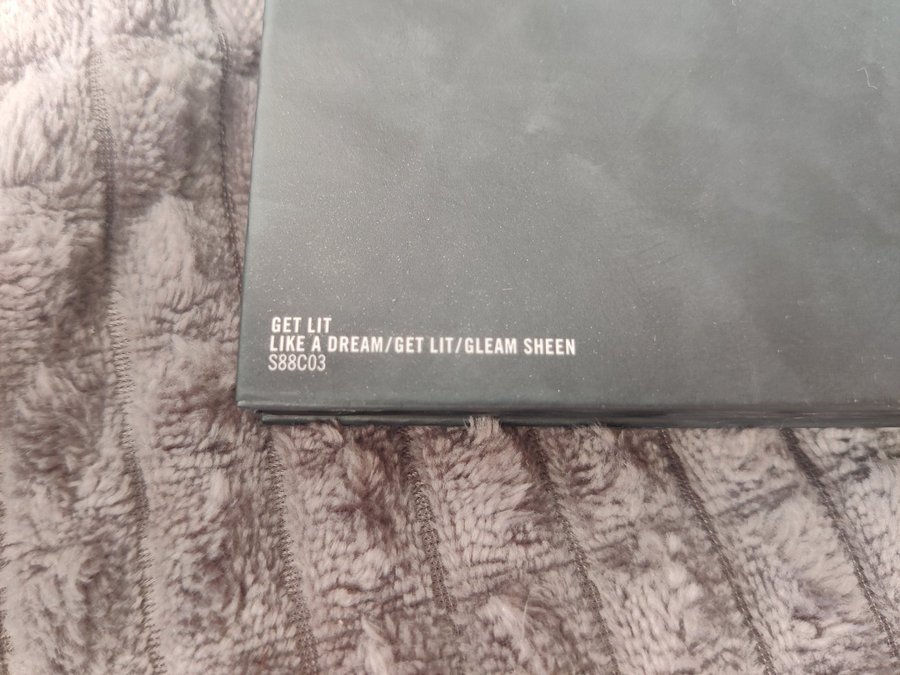 GET LIT
LIKE A DREAM/GET LIT/GLEAM SHEEN
S88C03